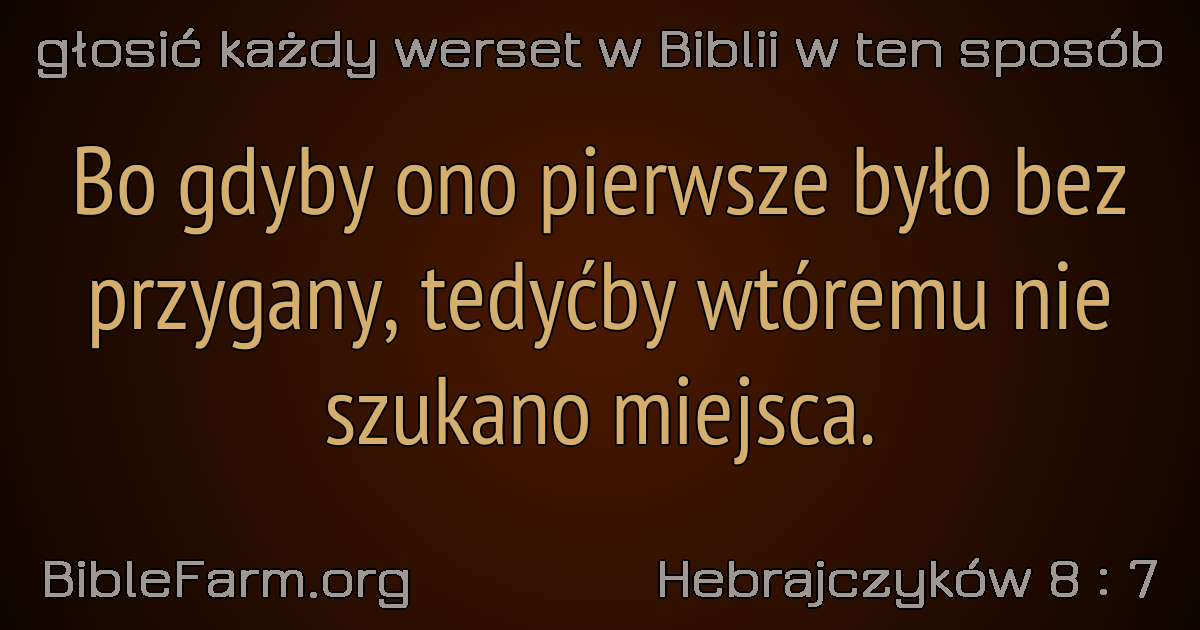 głosić każdy werset w Biblii w ten sposób
Bo gdyby ono pierwsze było bez
przygany, tedyćby wtóremu nie
szukano miejsca.
BibleFarm.org
Hebrajczyków 8 : 7